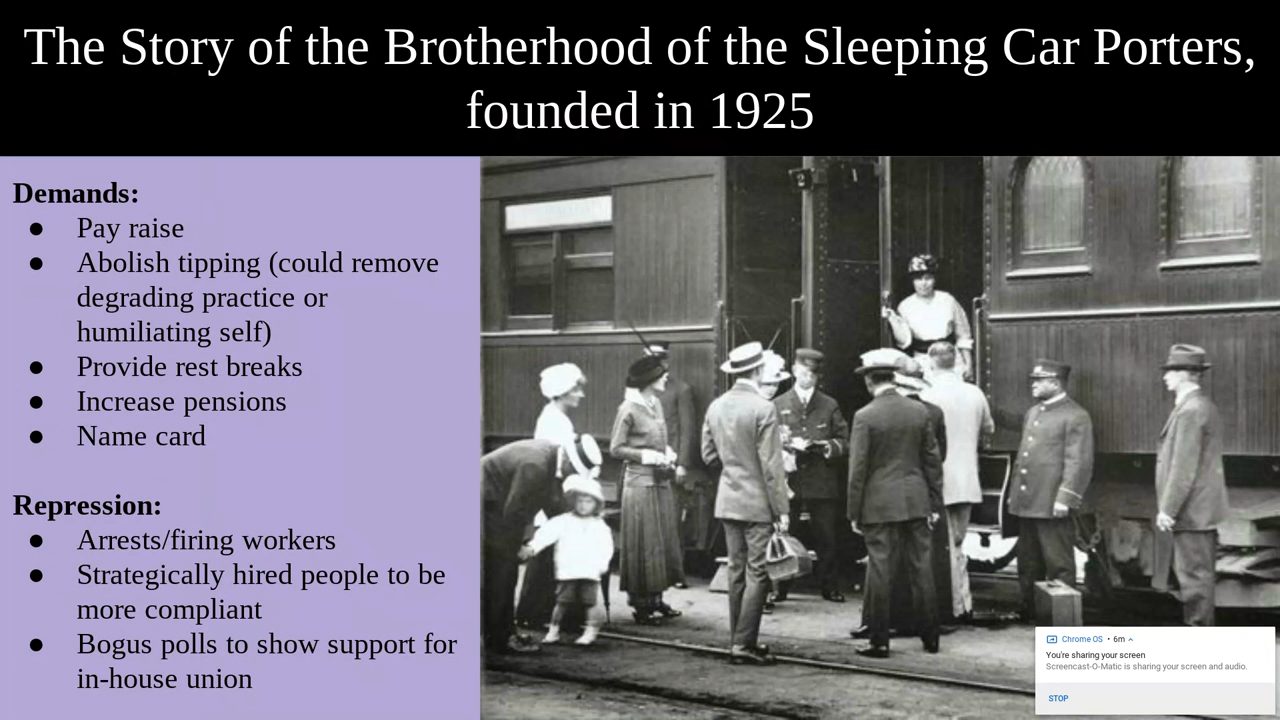 The Story of the Brotherhood of the Sleeping Car Porters,
founded in 1925
Demands:
● Pay raise
● Abolish tipping (could remove
degrading practice or
humiliating self)
● Provide rest breaks
● Increase pensions
● Name card
Repression:
● Arrests/firing workers
● Strategically hired people to be
more compliant
● Bogus polls to show support for
in-house union
Chrome OS • 6m
You're sharing your screen
Screencast-O-Matic is sharing your screen and audio.
STOP